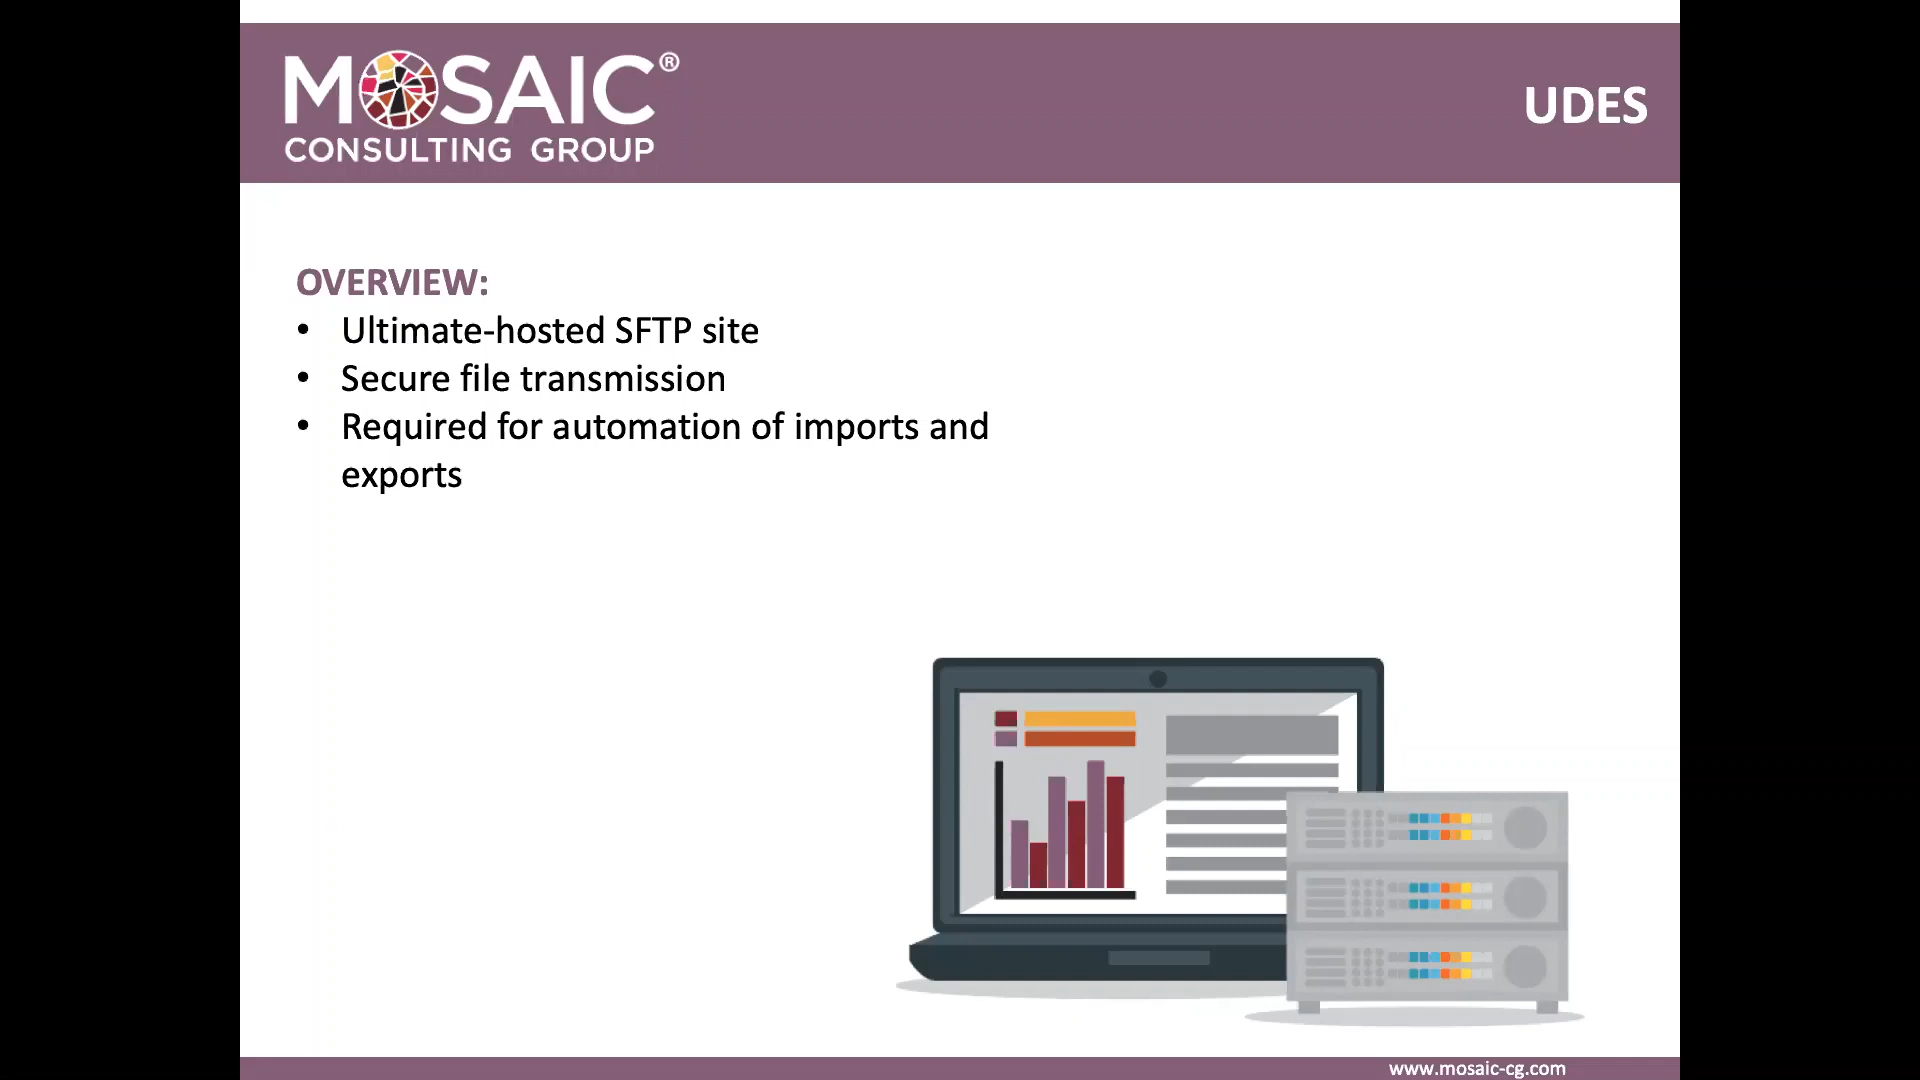 MOSAIC®
CONSULTING GROUP
UDES
OVERVIEW:
• Ultimate-hosted SFTP site
• Secure file transmission
• Required for automation of imports and
exports
www.mosaic-cg.com